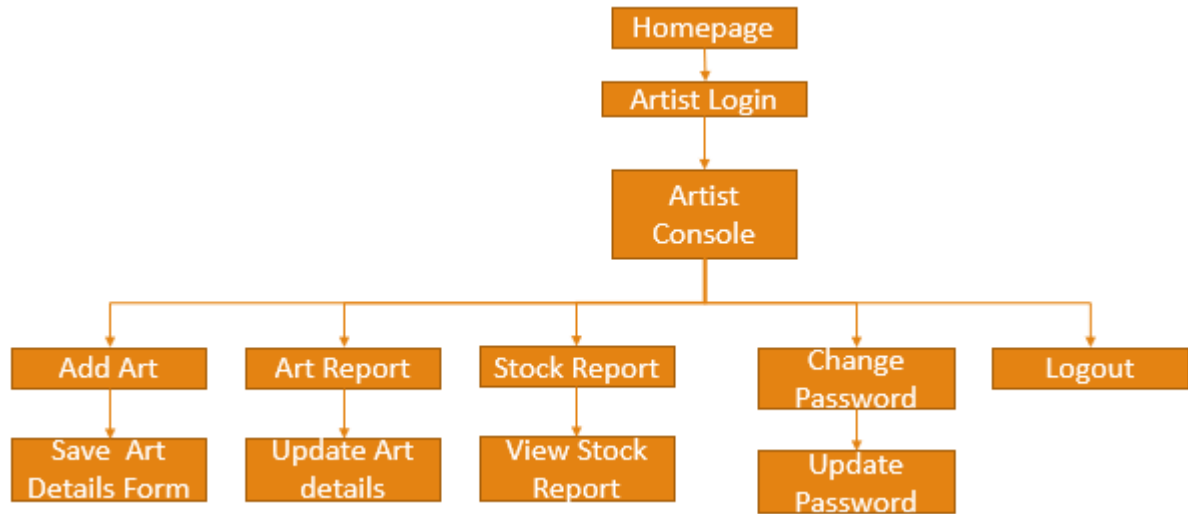 Homepage
Artist Login
Artist
Console
Add Art
Art Report
Stock Report
Change
Password
Logout
Save  Art
Details Form
Update Art
details
View Stock
Report
Update
Password